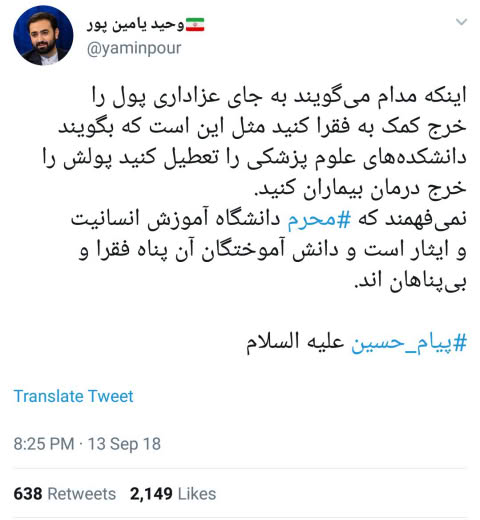 وحید یامین پور🇮🇷
@yaminpour
اینکه مدام می‌گویند به جای عزاداری پول را
خرج کمک به فقرا کنید مثل این است که بگویند
دانشکده‌های علوم پزشکی را تعطیل کنید پولش را
خرج درمان بیماران کنید.
نمی‌فهمند که #محرم دانشگاه آموزش انسانیت
و ایثار است و دانش آموختگان آن پناه فقرا و
بی‌پناهان اند.
#پیام_حسین علیه السلام
Translate Tweet
8:25 PM · 13 Sep 18
638 Retweets 2,149 Likes